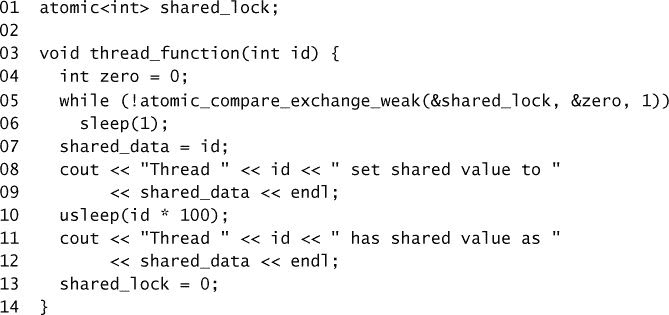 01 atomic<int> shared_lock;
02
03 void thread_function(int id) {
04   int zero = 0;
05   while (!atomic_compare_exchange_weak(&shared_lock, &zero, 1))
06     sleep(1);
07   shared_data = id;
08   cout << "Thread " << id << " set shared value to "
09        << shared_data << endl;
10   usleep(id * 100);
11   cout << "Thread " << id << " has shared value as "
12        << shared_data << endl;
13   shared_lock = 0;
14 }